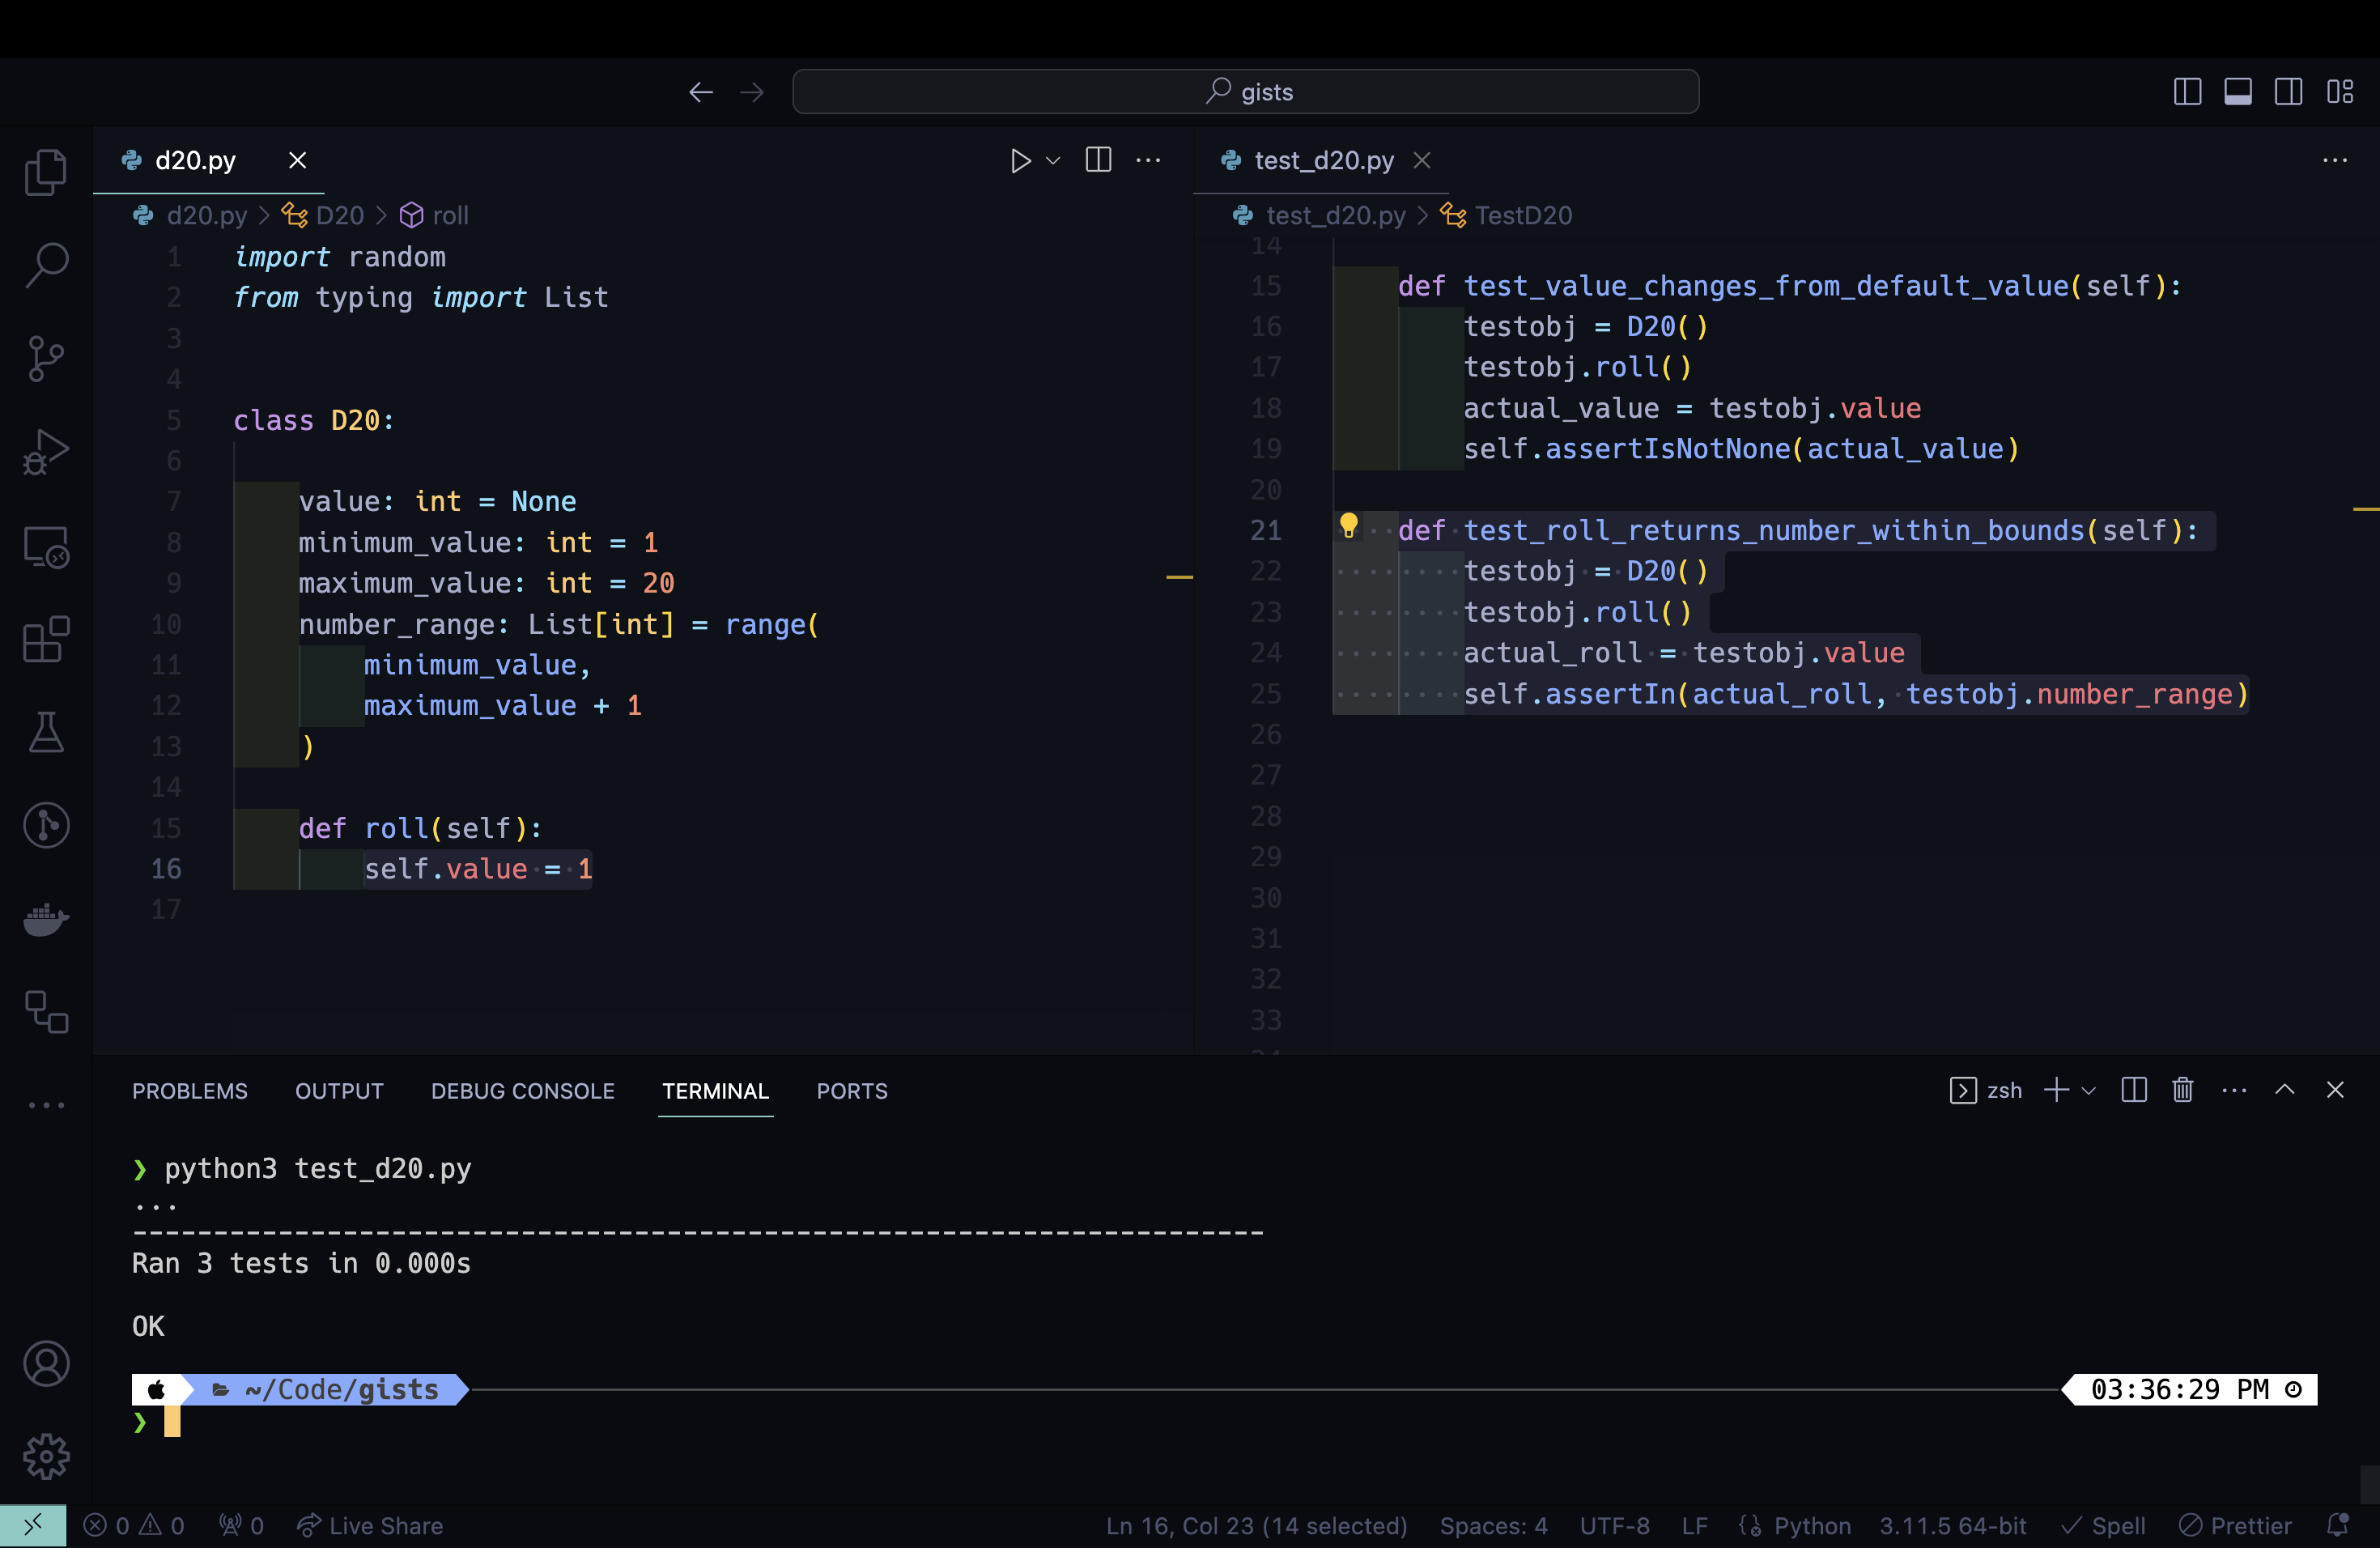 gists
d20.py
d20.py > D20 > roll
1 import random
2 from typing import List
3
4
5 class D20:
6
7 value: int = None
8 minimum_value: int = 1
9 maximum_value: int = 20
10 number_range: List[int] = range(
11 minimum_value,
12 maximum_value + 1
13 )
14
15 def roll(self):
16 self.value = 1
17
test_d20.py
test_d20.py > TestD20
14
15 def test_value_changes_from_default_value(self):
16 testobj = D20()
17 testobj.roll()
18 actual_value = testobj.value
19 self.assertIsNotNone(actual_value)
20
21 def test_roll_returns_number_within_bounds(self):
22 testobj = D20()
23 testobj.roll()
24 actual_roll = testobj.value
25 self.assertIn(actual_roll, testobj.number_range)
26
27
28
29
30
31
32
33
PROBLEMS OUTPUT DEBUG CONSOLE TERMINAL PORTS zsh
❯ python3 test_d20.py
...
----------------------------------------------------------------------
Ran 3 tests in 0.000s
OK
~/Code/gists 03:36:29 PM
❯
0 0 0 Live Share Ln 16, Col 23 (14 selected) Spaces: 4 UTF-8 LF Python 3.11.5 64-bit Spell Prettier